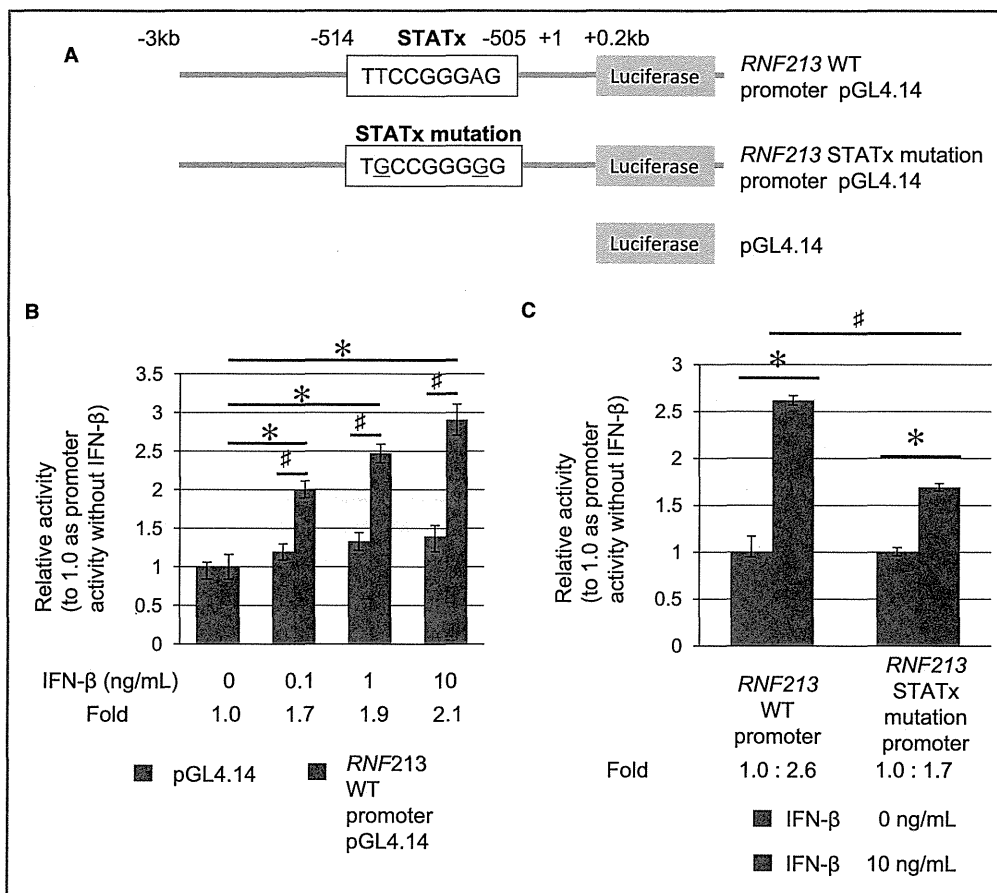 A
-3kb -514 STATx -505 +1 +0.2kb
TTCCGGGAG Luciferase RNF213 WT
promoter pGL4.14
STATx mutation
TGCCGGGGG Luciferase RNF213 STATx mutation
promoter pGL4.14
Luciferase pGL4.14
B
Relative activity
(to 1.0 as promoter
activity without IFN-β)
3.5
3
2.5
2
1.5
1
0.5
0
* * *
# # #
IFN-β (ng/mL) 0 0.1 1 10
Fold 1.0 1.7 1.9 2.1
pGL4.14
RNF213
WT
promoter
pGL4.14
C
Relative activity
(to 1.0 as promoter
activity without IFN-β)
3
2.5
2
1.5
1
0.5
0
#
* *
RNF213
WT
promoter
RNF213
STATx
mutation
promoter
Fold 1.0 : 2.6 1.0 : 1.7
IFN-β 0 ng/mL
IFN-β 10 ng/mL